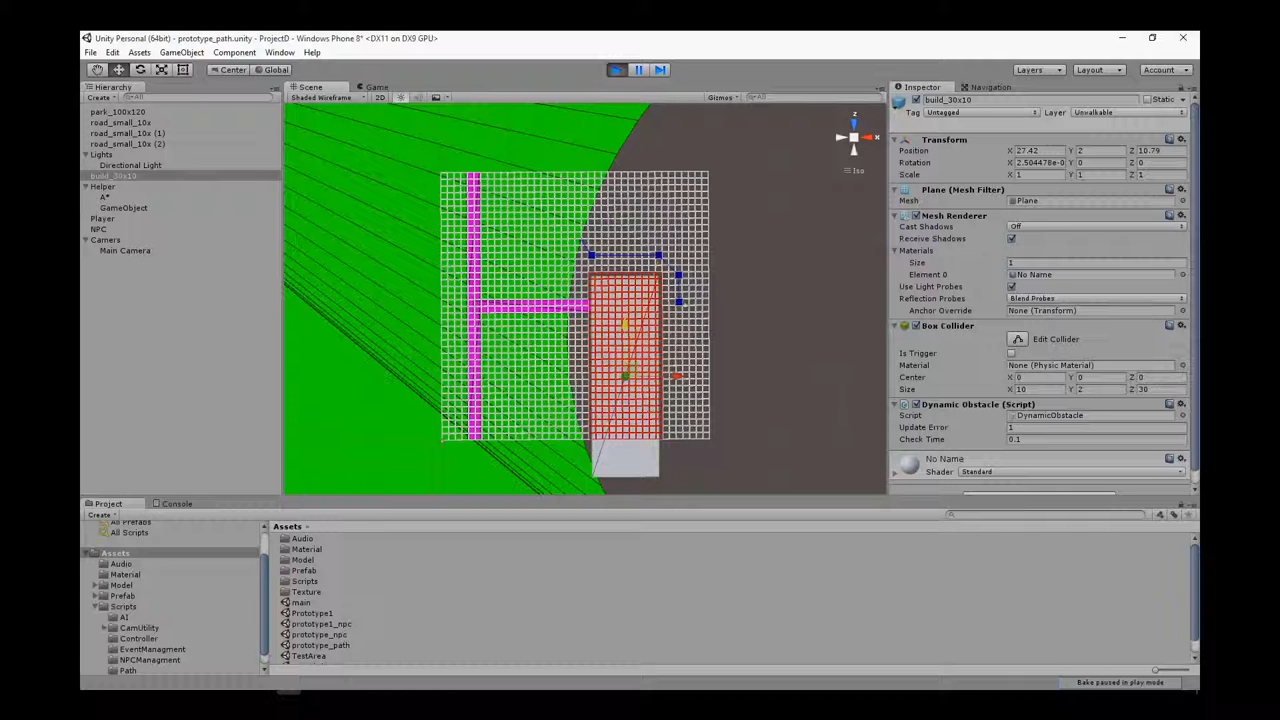 Unity Personal (64bit) - prototype_path.unity - ProjectD - Windows Phone 8* <DX11 on DX9 GPU>
File Edit Assets GameObject Component Window Help
Center Global Layers Layout Account
Hierarchy
Create All
park_100x120
road_small_10x
road_small_10x (1)
road_small_10x (2)
Lights
Directional Light
build_30x10
Helper
A*
GameObject
Player
NPC
Cameras
Main Camera
Scene Game
Shaded Wireframe 2D Gizmos All
z
x
Iso
Inspector Navigation
build_30x10 Static
Tag Untagged Layer Unwalkable
Transform
Position X 27.42 Y 2 Z 10.79
Rotation X 2.504478e-0 Y 0 Z 0
Scale X 1 Y 1 Z 1
Plane (Mesh Filter)
Mesh Plane
Mesh Renderer
Cast Shadows Off
Receive Shadows
Materials
Size 1
Element 0 No Name
Use Light Probes
Reflection Probes Blend Probes
Anchor Override None (Transform)
Box Collider
Edit Collider
Is Trigger
Material None (Physic Material)
Center X 0 Y 0 Z 0
Size X 10 Y 2 Z 30
Dynamic Obstacle (Script)
Script DynamicObstacle
Update Error 1
Check Time 0.1
No Name
Shader Standard
Project Console
Create
All Prefabs
All Scripts
Assets
Audio
Material
Model
Prefab
Scripts
AI
CamUtility
Controller
EventManagment
NPCManagment
Path
Assets
Audio
Material
Model
Prefab
Scripts
Texture
main
Prototype1
prototype1_npc
prototype_npc
prototype_path
TestArea
Bake paused in play mode